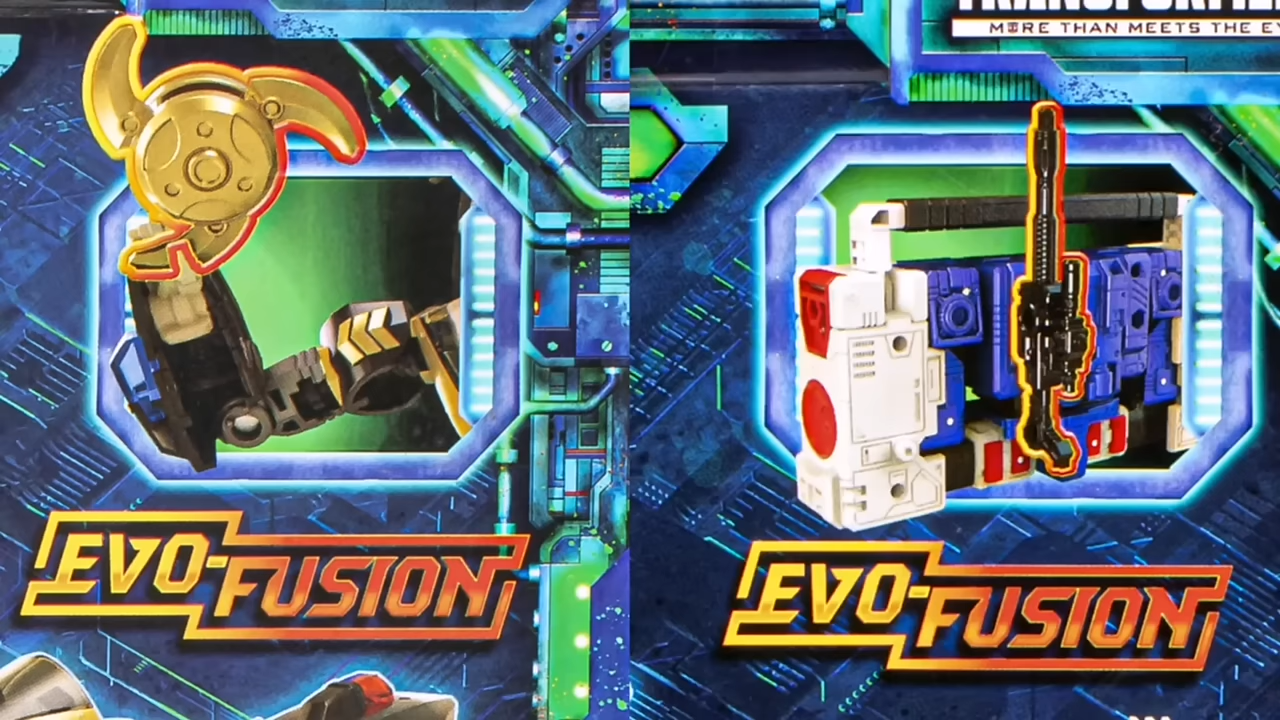 EVO-
FUSION
MORE THAN MEETS THE
EVO-
FUSION